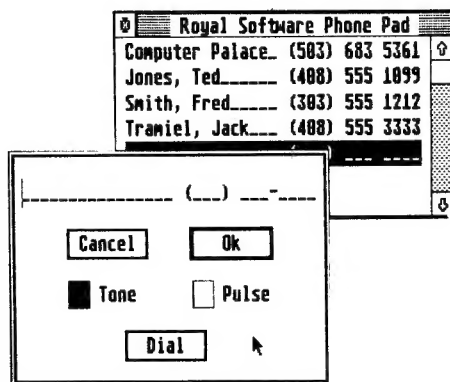 Royal Software Phone Pad
Computer Palace_ (503) 683 5361
Jones, Ted______ (408) 555 1099
Smith, Fred_____ (303) 555 1212
Tramiel, Jack___ (408) 555 3333
________________ (___) ___-____
Cancel
Ok
Tone
Pulse
Dial